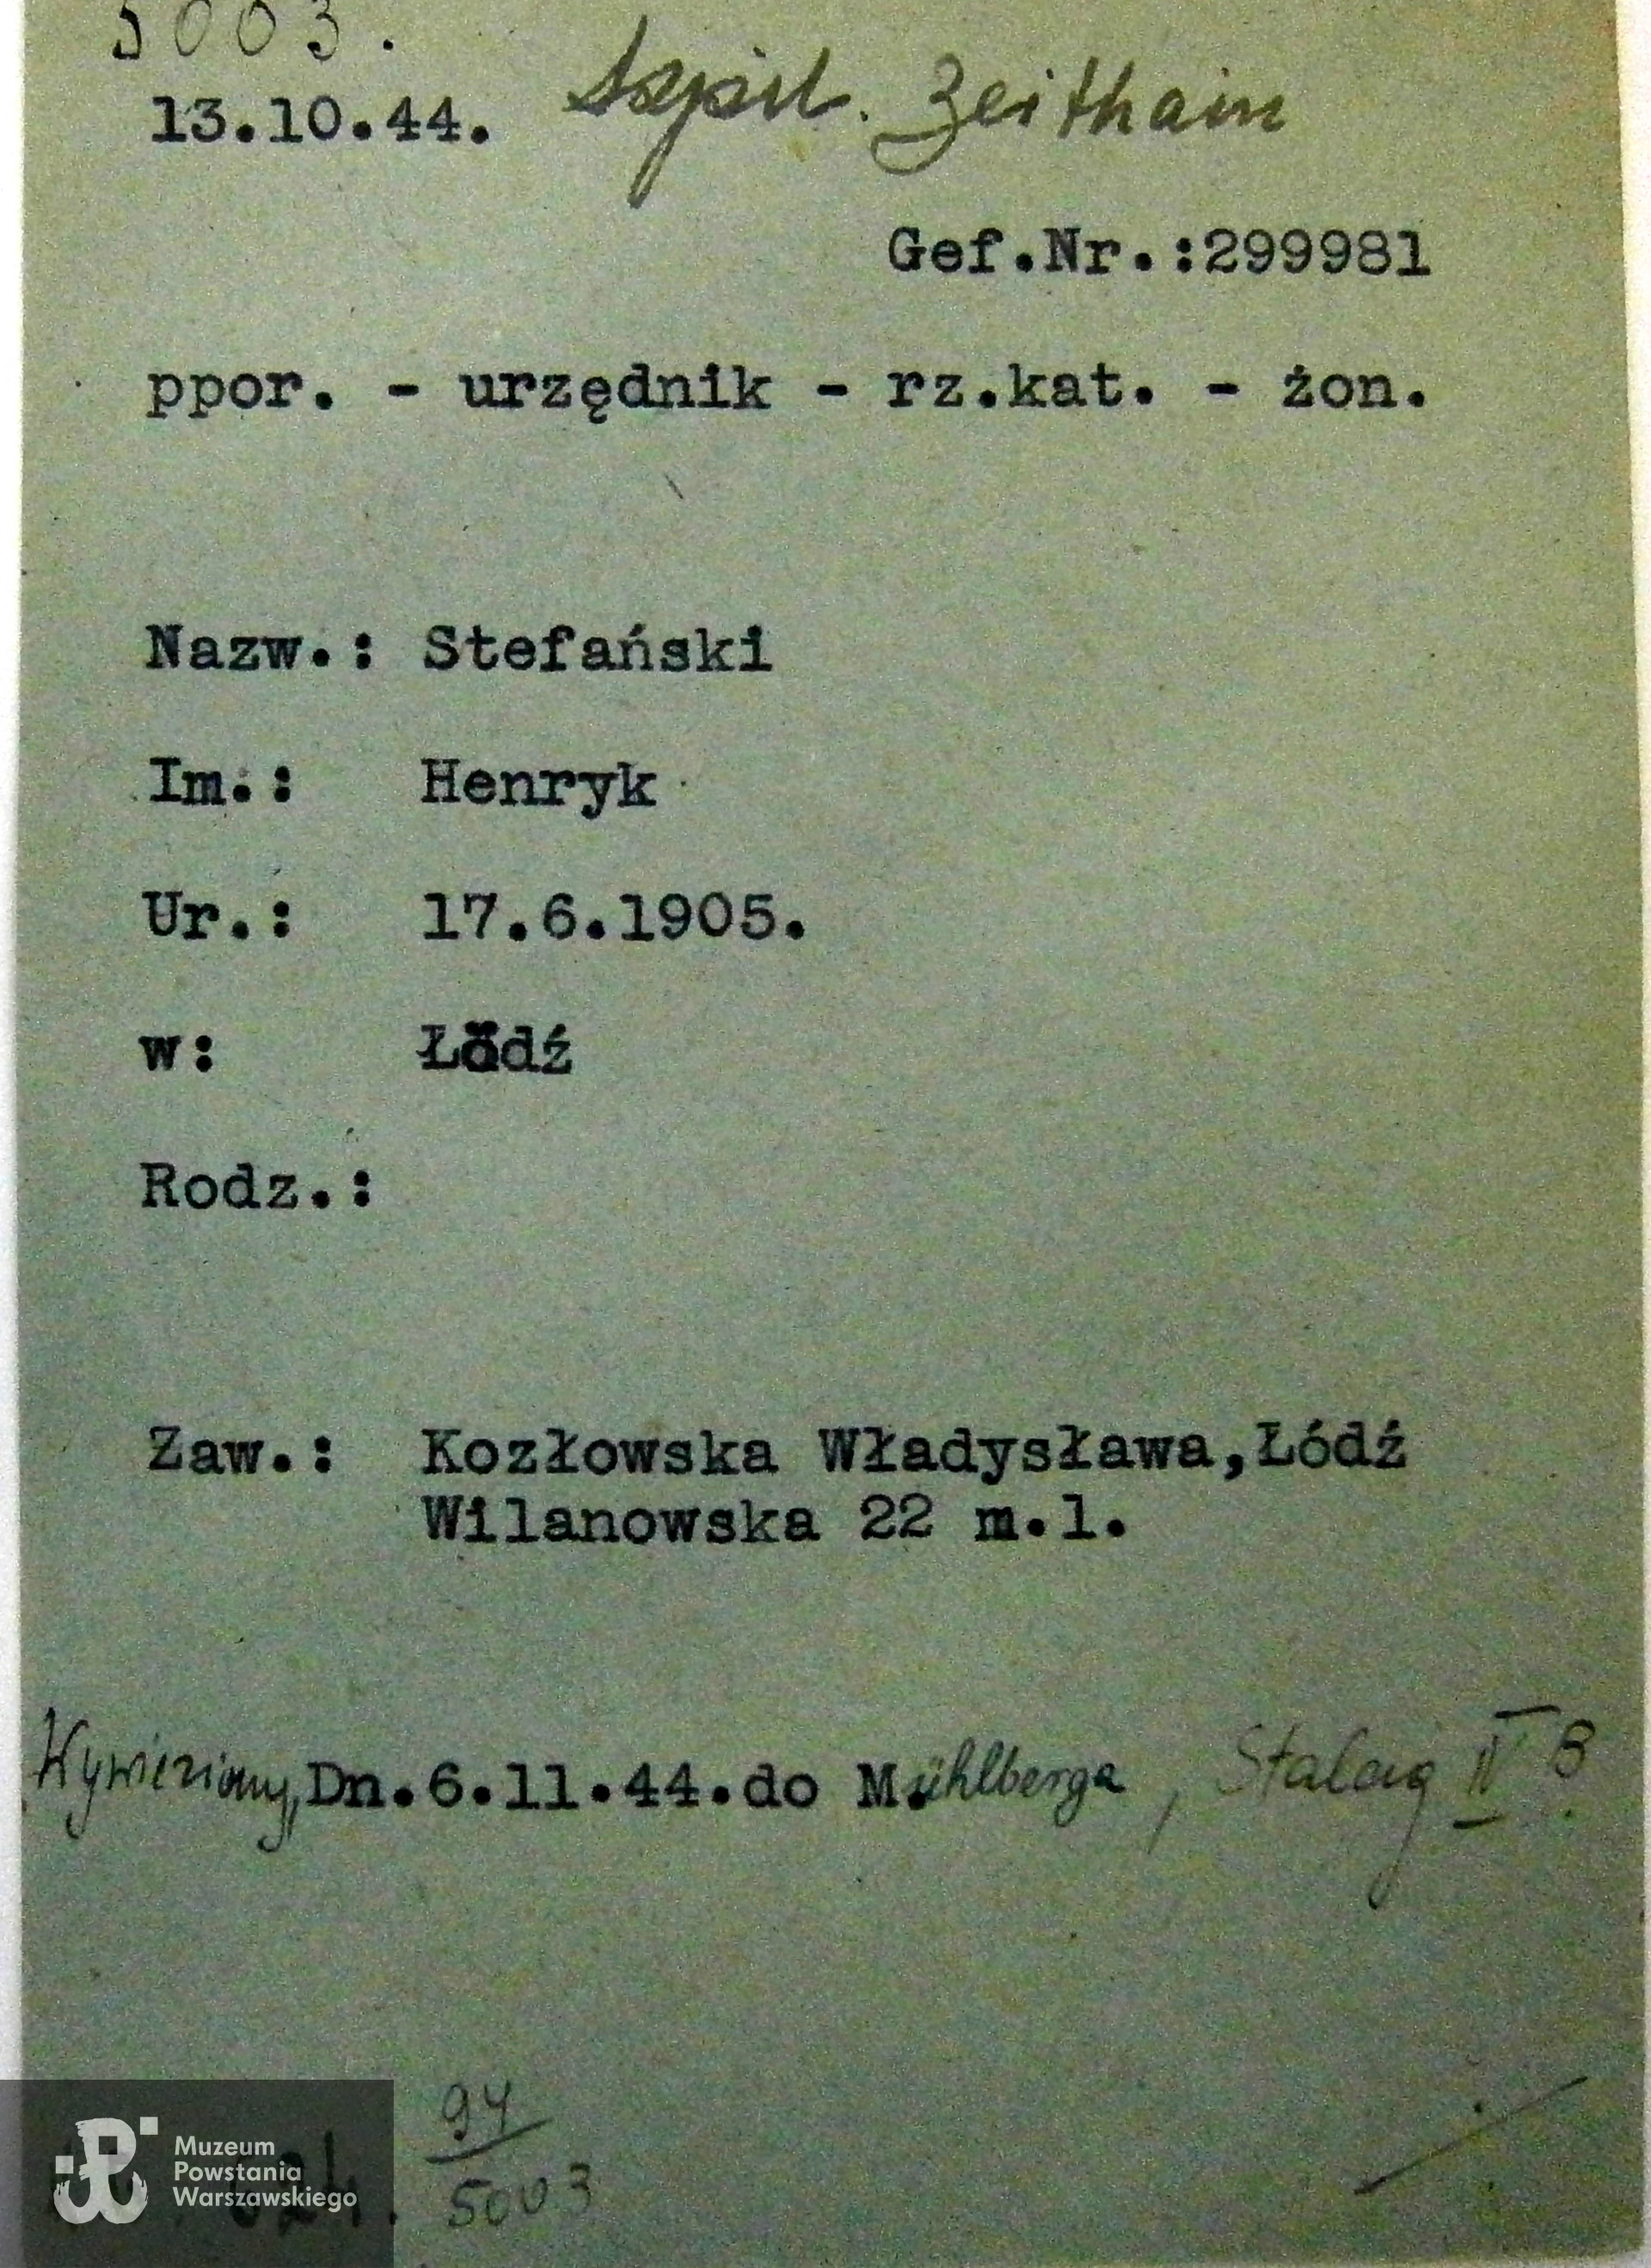 5003.
13.10.44. Szpit. Zeithain
Gef.Nr.:299981
ppor. - urzędnik - rz.kat. - żon.
Nazw.: Stefański
Im.: Henryk
Ur.: 17.6.1905.
w: Łódź
Rodz.:
Zaw.: Kozłowska Władysława,Łódź
Wilanowska 22 m.1.
Wywieziony, Dn.6.11.44.do Mühlberga, Stalag IV B
94
5003
Muzeum
Powstania
Warszawskiego